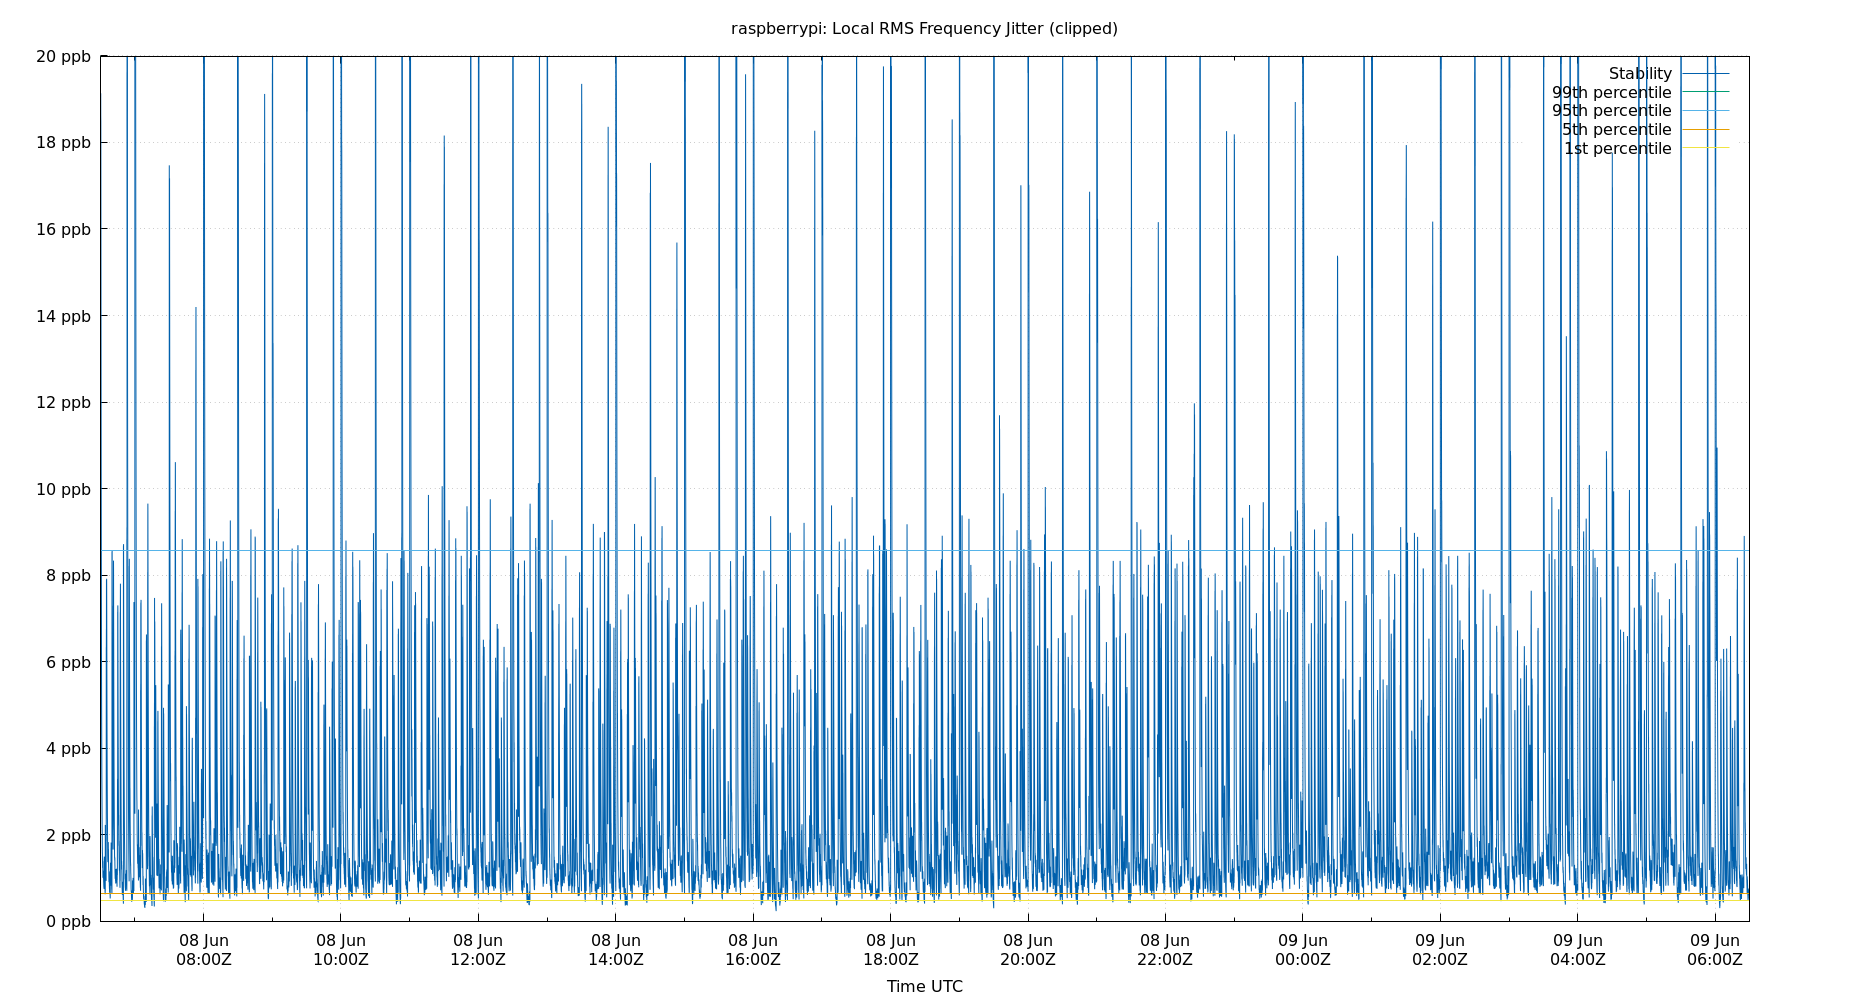 raspberrypi: Local RMS Frequency Jitter (clipped)
20 ppb
18 ppb
16 ppb
14 ppb
12 ppb
10 ppb
8 ppb
6 ppb
4 ppb
2 ppb
0 ppb
Stability
99th percentile
95th percentile
5th percentile
1st percentile
08 Jun 08 Jun 08 Jun 08 Jun 08 Jun 08 Jun 08 Jun 08 Jun 09 Jun 09 Jun 09 Jun 09 Jun
08:00Z 10:00Z 12:00Z 14:00Z 16:00Z 18:00Z 20:00Z 22:00Z 00:00Z 02:00Z 04:00Z 06:00Z
Time UTC